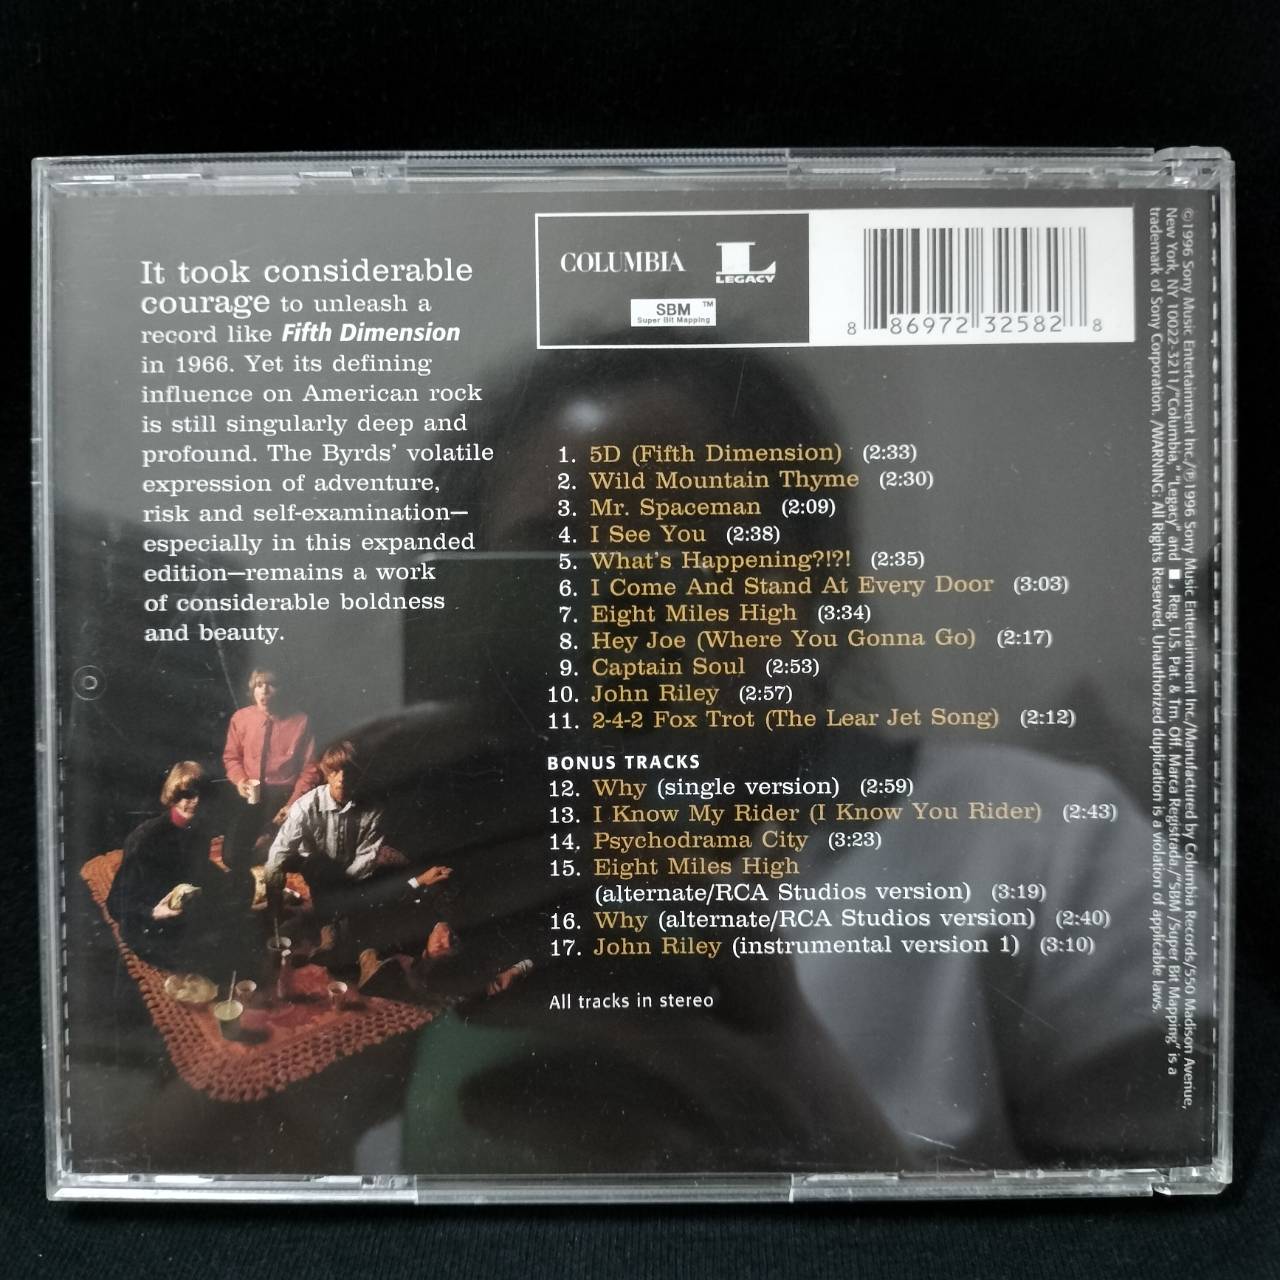 It took considerable
courage to unleash a
record like Fifth Dimension
in 1966. Yet its defining
influence on American rock
is still singularly deep and
profound. The Byrds' volatile
expression of adventure,
risk and self-examination—
especially in this expanded
edition—remains a work
of considerable boldness
and beauty.
COLUMBIA
L
LEGACY
SBM™
Super Bit Mapping
8 86972 32582 8
1. 5D (Fifth Dimension) (2:33)
2. Wild Mountain Thyme (2:30)
3. Mr. Spaceman (2:09)
4. I See You (2:38)
5. What's Happening?!?! (2:35)
6. I Come And Stand At Every Door (3:03)
7. Eight Miles High (3:34)
8. Hey Joe (Where You Gonna Go) (2:17)
9. Captain Soul (2:53)
10. John Riley (2:57)
11. 2-4-2 Fox Trot (The Lear Jet Song) (2:12)
BONUS TRACKS
12. Why (single version) (2:59)
13. I Know My Rider (I Know You Rider) (2:43)
14. Psychodrama City (3:23)
15. Eight Miles High
(alternate/RCA Studios version) (3:19)
16. Why (alternate/RCA Studios version) (2:40)
17. John Riley (instrumental version 1) (3:10)
All tracks in stereo
©1996 Sony Music Entertainment Inc./℗1996 Sony Music Entertainment Inc./Manufactured by Columbia Records/550 Madison Avenue,
New York, NY 10022-3211/"Columbia," "Legacy" and ■, Reg. U.S. Pat. & Tm. Off. Marca Registrada./"SBM /Super Bit Mapping" is a
trademark of Sony Corporation. /WARNING: All Rights Reserved. Unauthorized duplication is a violation of applicable laws.